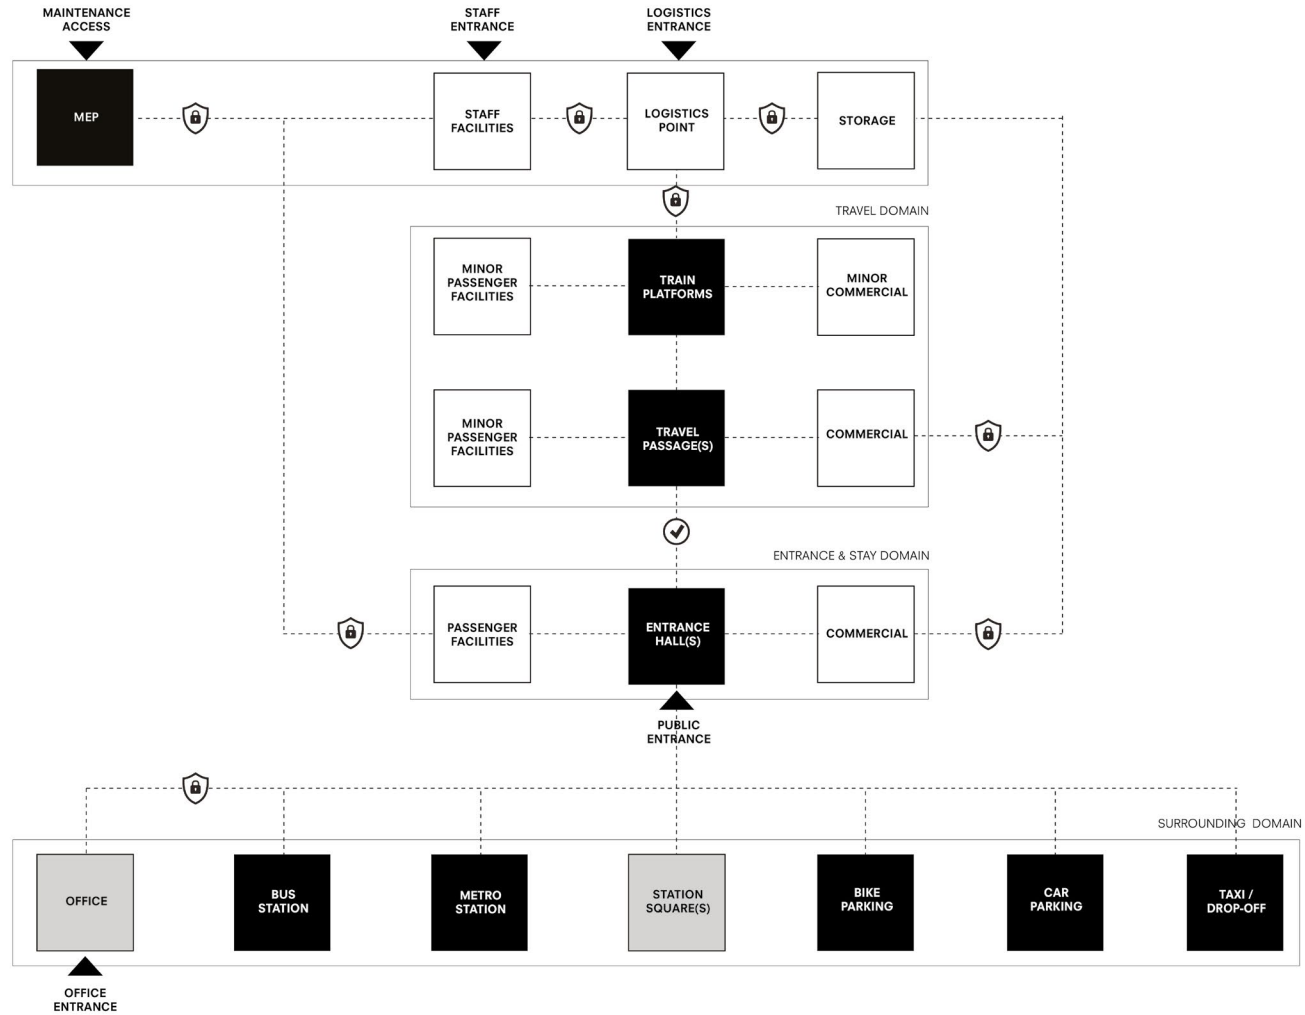 MAINTENANCE
ACCESS
STAFF
ENTRANCE
LOGISTICS
ENTRANCE
MEP
STAFF
FACILITIES
LOGISTICS
POINT
STORAGE
TRAVEL DOMAIN
MINOR
PASSENGER
FACILITIES
TRAIN
PLATFORMS
MINOR
COMMERCIAL
MINOR
PASSENGER
FACILITIES
TRAVEL
PASSAGE(S)
COMMERCIAL
ENTRANCE & STAY DOMAIN
PASSENGER
FACILITIES
ENTRANCE
HALL(S)
COMMERCIAL
PUBLIC
ENTRANCE
SURROUNDING DOMAIN
OFFICE
BUS
STATION
METRO
STATION
STATION
SQUARE(S)
BIKE
PARKING
CAR
PARKING
TAXI /
DROP-OFF
OFFICE
ENTRANCE